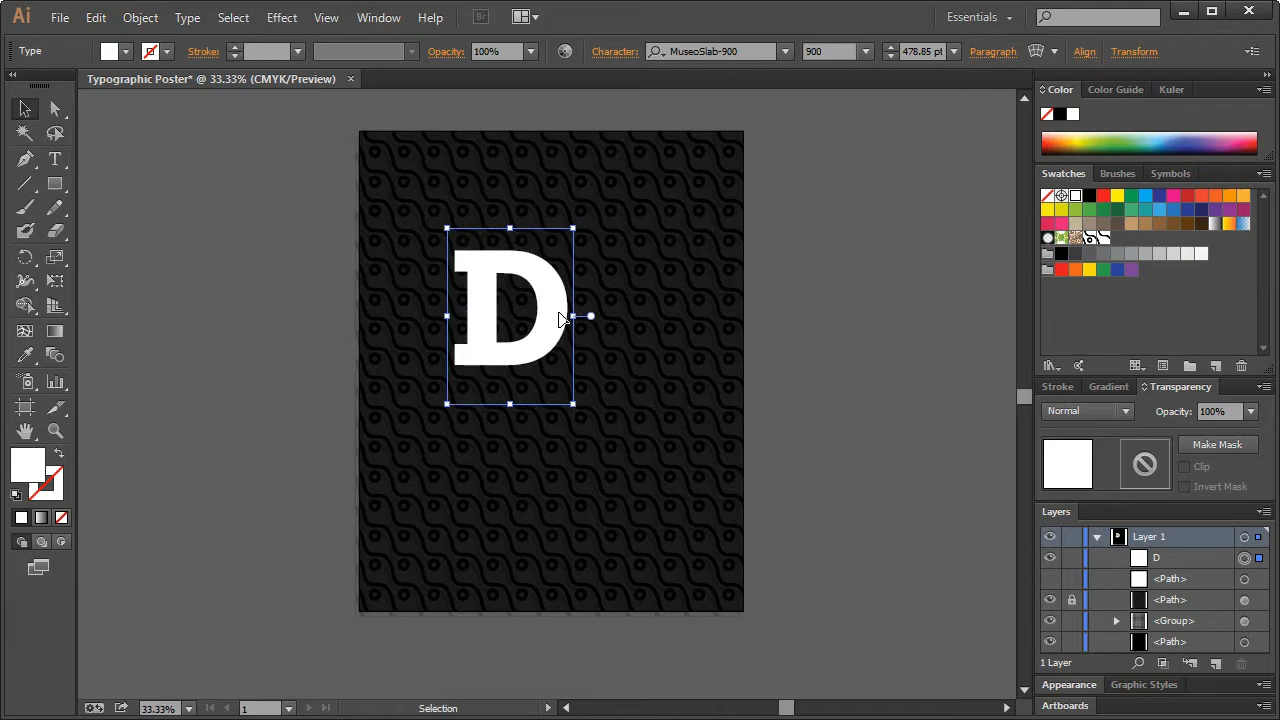 Ai File Edit Object Type Select Effect View Window Help Br Essentials
Type Stroke: Opacity: 100% Character: MuseoSlab-900 900 478.85 pt Paragraph Align Transform
Typographic Poster* @ 33.33% (CMYK/Preview)
D
Color Color Guide Kuler
Swatches Brushes Symbols
Stroke Gradient Transparency
Normal Opacity: 100%
Make Mask
Clip
Invert Mask
Layers
Layer 1
D
<Path>
<Path>
<Group>
<Path>
1 Layer
Appearance Graphic Styles
Artboards
33.33% 1 Selection